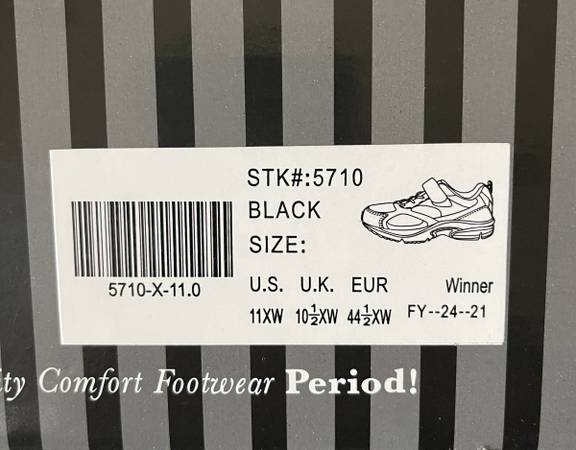 STK#:5710
BLACK
SIZE:
5710-X-11.0
U.S. U.K. EUR
11XW 10½XW 44½XW
Winner
FY--24--21
ity Comfort Footwear Period!